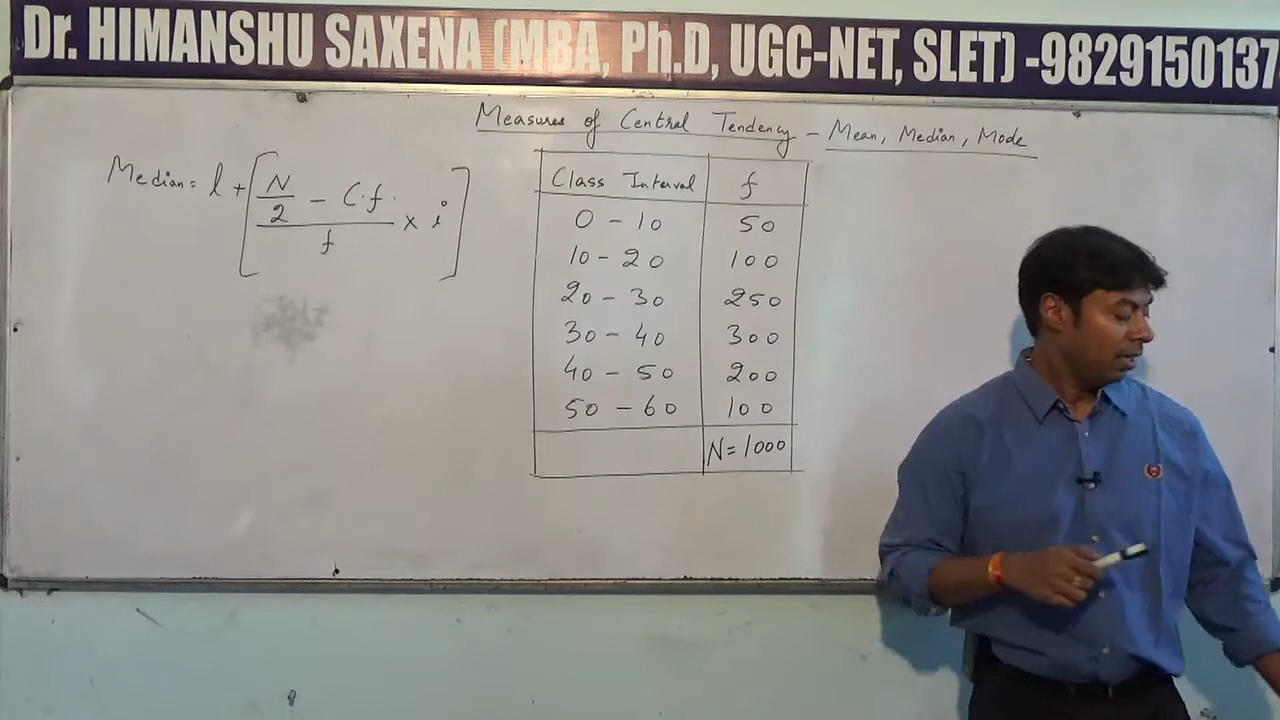 Dr. HIMANSHU SAXENA (MBA, Ph.D, UGC-NET, SLET) -9829150137
Measures of Central Tendency - Mean, Median, Mode
Median = l + [ N/2 - C.f. / f × i ]
Class Interval f
0 - 10 50
10 - 20 100
20 - 30 250
30 - 40 300
40 - 50 200
50 - 60 100
N = 1000